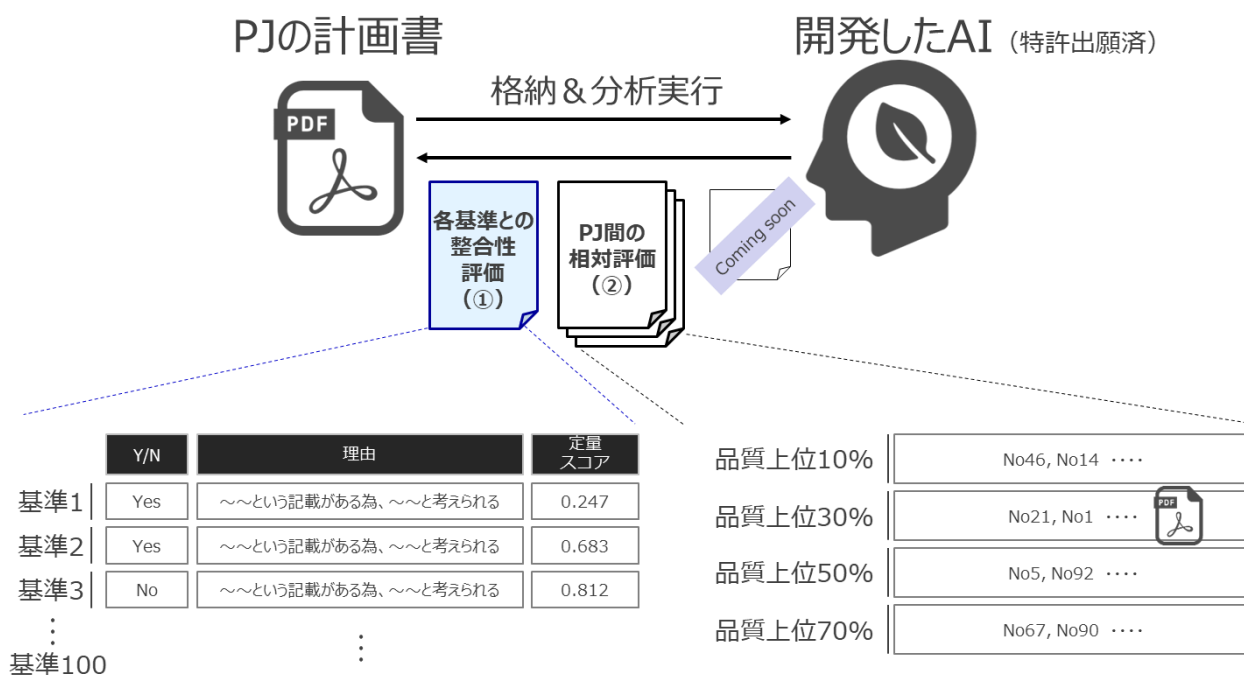 PJの計画書
開発したAI（特許出願済）
格納＆分析実行
PDF
各基準との
整合性
評価
（①）
PJ間の
相対評価
（②）
Coming soon
Y/N
理由
定量
スコア
基準1
Yes
～～という記載がある為、～～と考えられる
0.247
基準2
Yes
～～という記載がある為、～～と考えられる
0.683
基準3
No
～～という記載がある為、～～と考えられる
0.812
⋮
⋮
基準100
品質上位10%
No46, No14 ‥‥
品質上位30%
No21, No1 ‥‥
PDF
品質上位50%
No5, No92 ‥‥
品質上位70%
No67, No90 ‥‥